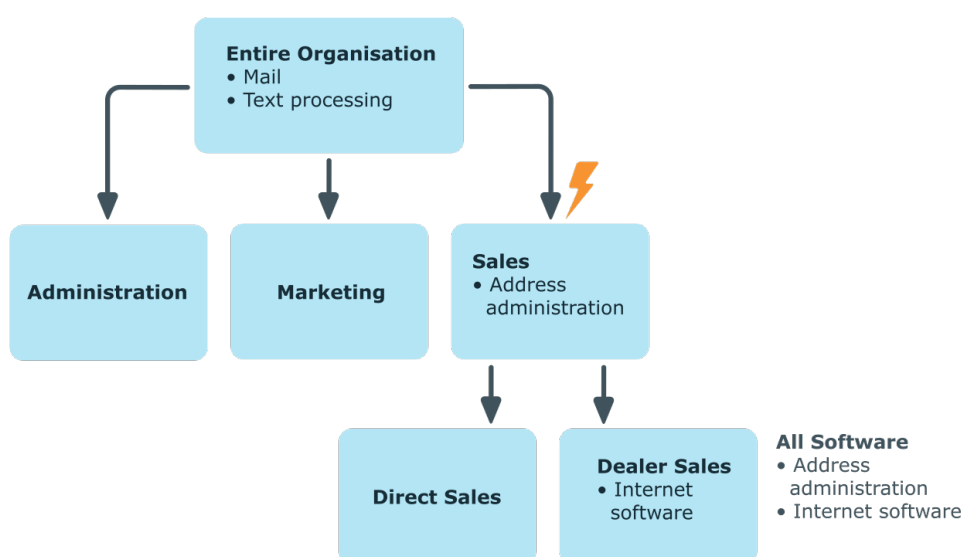 Entire Organisation
• Mail
• Text processing
Administration
Marketing
Sales
• Address
administration
Direct Sales
Dealer Sales
• Internet
software
All Software
• Address
administration
• Internet software